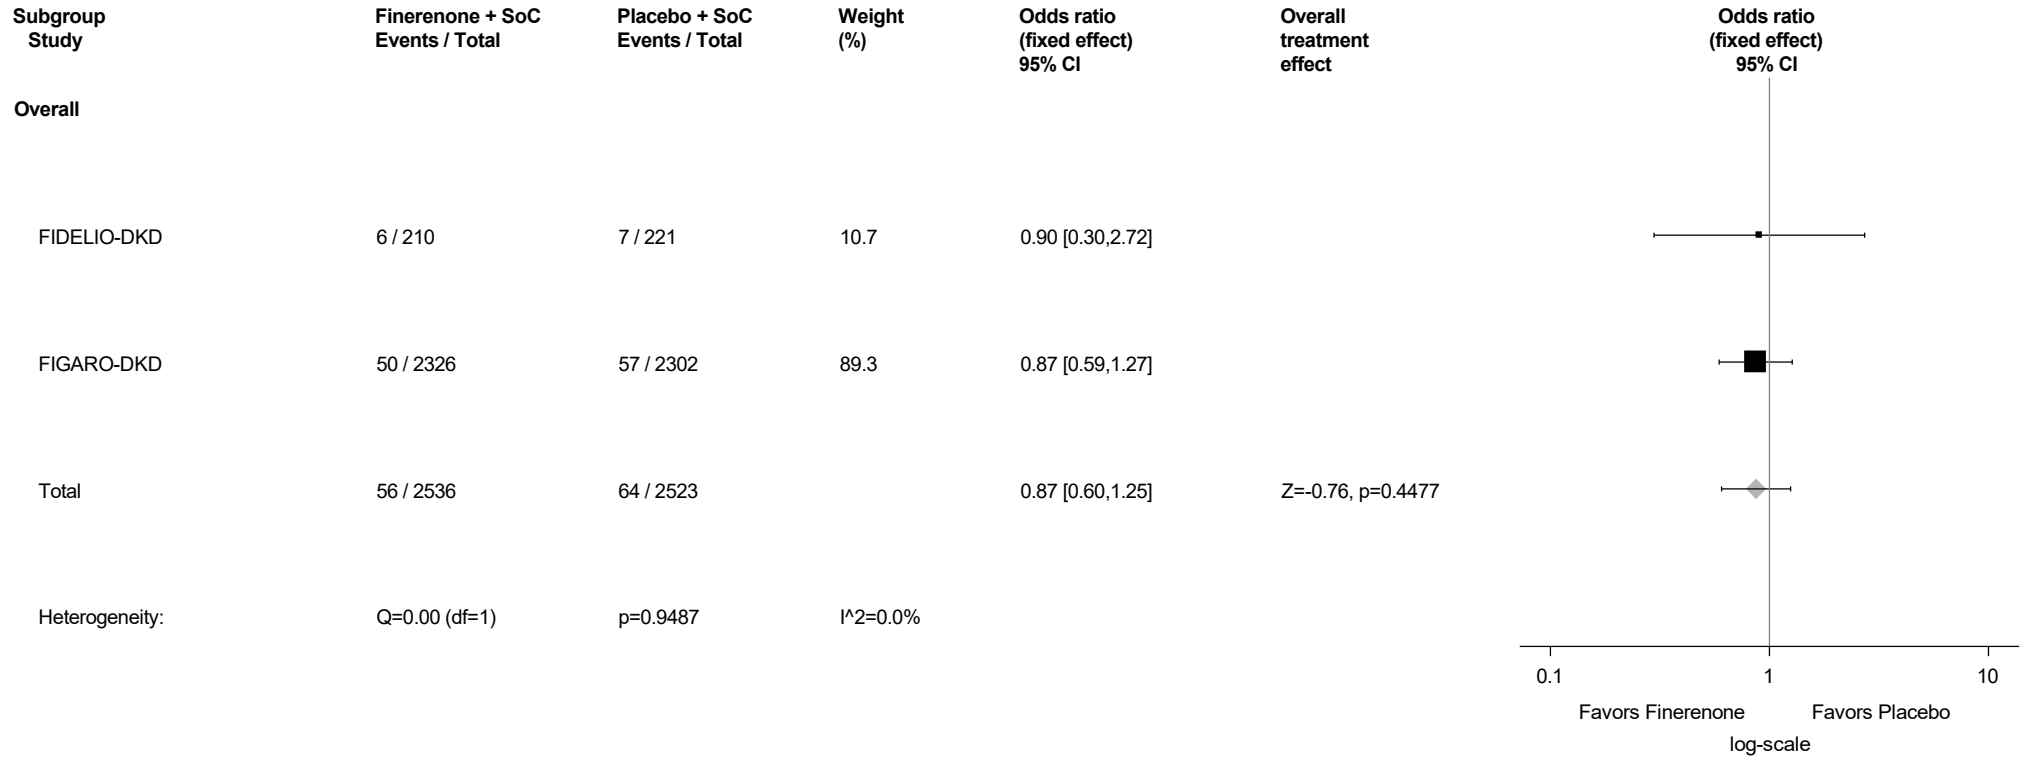 Subgroup Finerenone + SoC Placebo + SoC Weight Odds ratio Overall Odds ratio
Study Events / Total Events / Total (%) (fixed effect) treatment (fixed effect)
95% CI effect 95% CI
Overall
FIDELIO-DKD 6 / 210 7 / 221 10.7 0.90 [0.30,2.72]
FIGARO-DKD 50 / 2326 57 / 2302 89.3 0.87 [0.59,1.27]
Total 56 / 2536 64 / 2523 0.87 [0.60,1.25] Z=-0.76, p=0.4477
Heterogeneity: Q=0.00 (df=1) p=0.9487 I^2=0.0%
0.1 1 10
Favors Finerenone Favors Placebo
log-scale